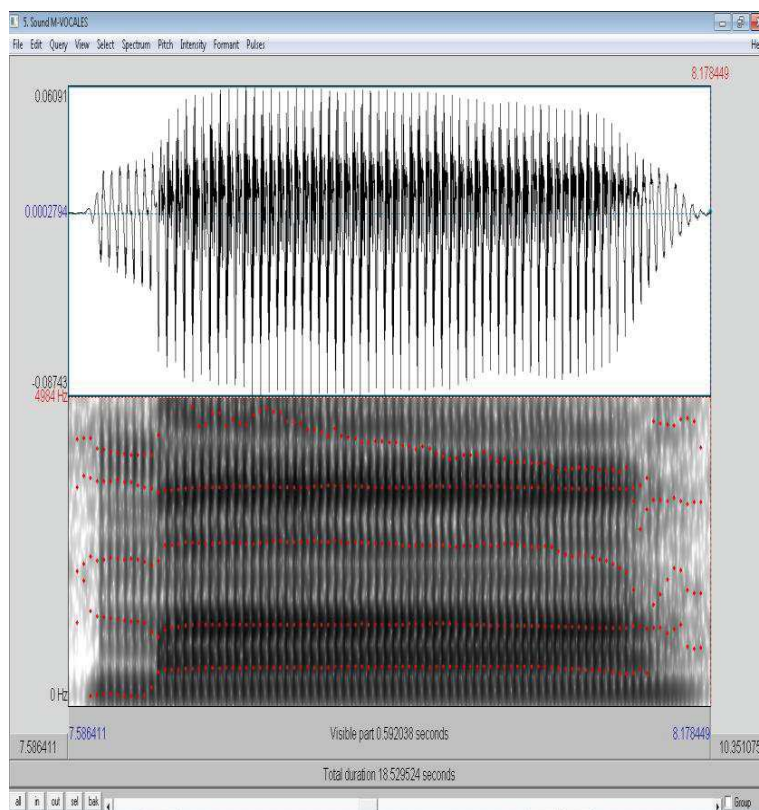 5. Sound M-VOCALES
File Edit Query View Select Spectrum Pitch Intensity Formant Pulses He
8.178449
0.06091
0.0002794
-0.08743
4984 Hz
0 Hz
7.586411 Visible part 0.592038 seconds 8.178449
7.586411 10.351075
Total duration 18.529524 seconds
all in out sel bak Group